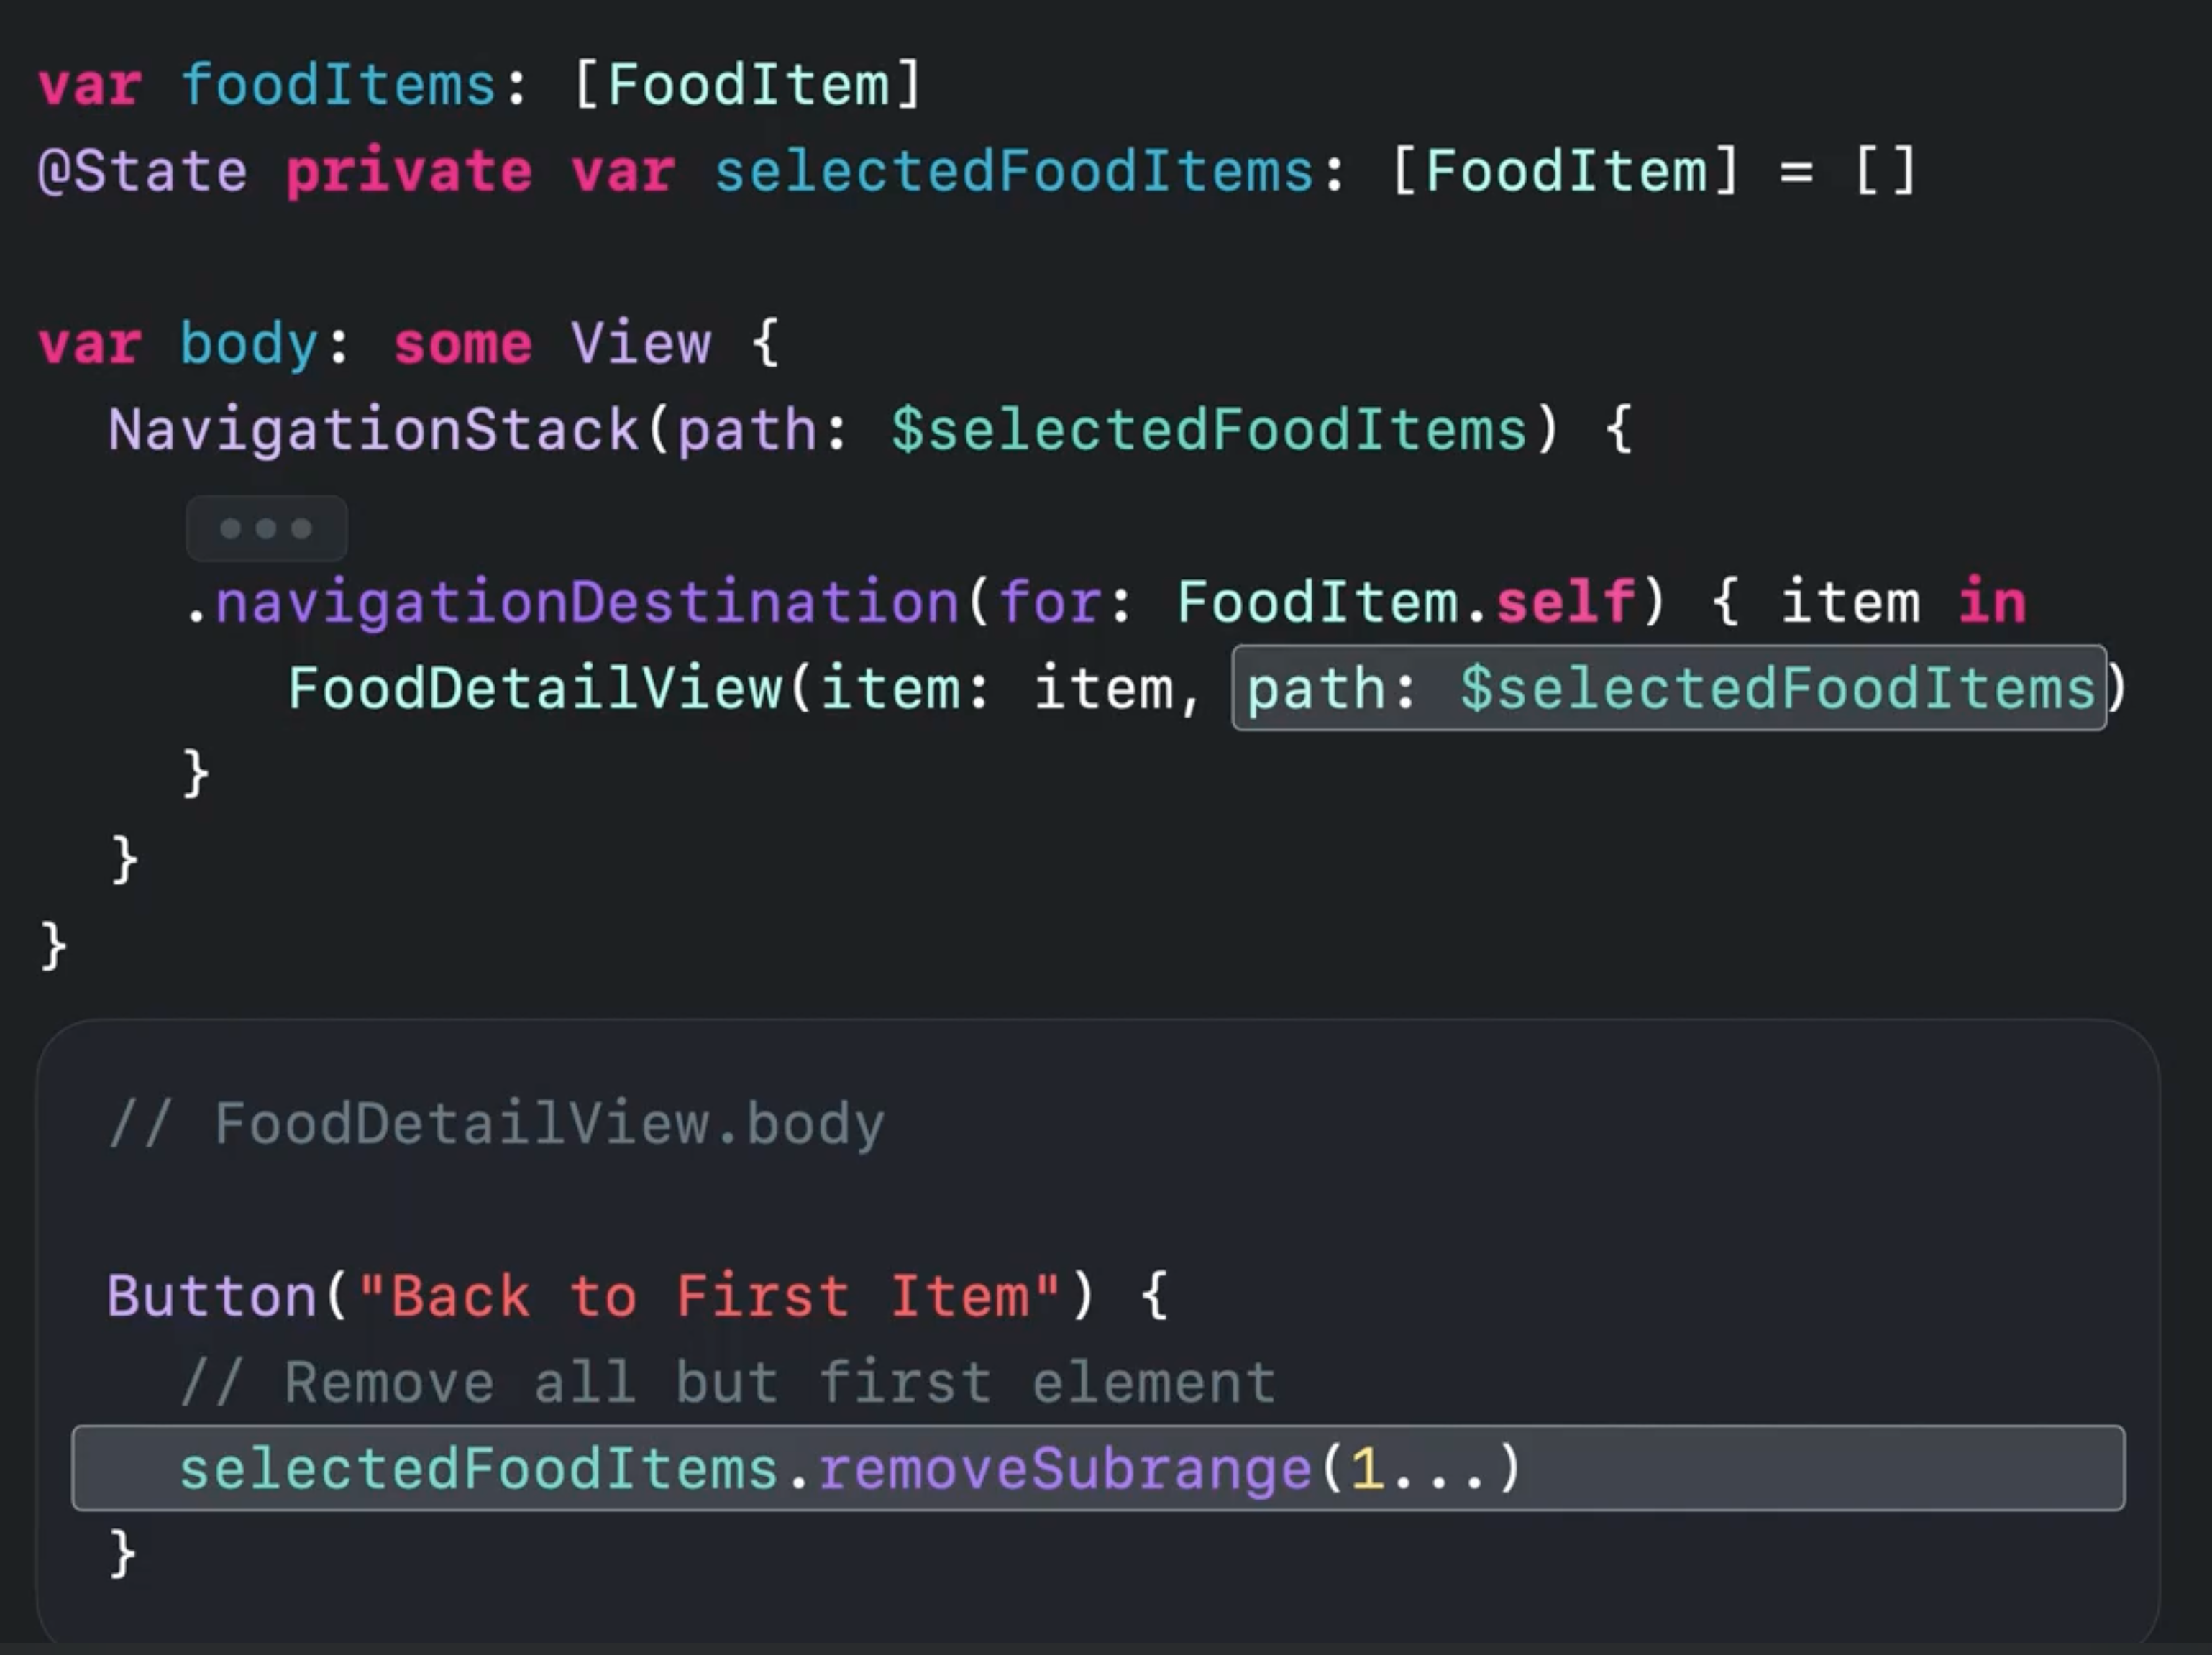 var foodItems: [FoodItem]
@State private var selectedFoodItems: [FoodItem] = []
var body: some View {
NavigationStack(path: $selectedFoodItems) {
•••
.navigationDestination(for: FoodItem.self) { item in
FoodDetailView(item: item, path: $selectedFoodItems)
}
}
}
// FoodDetailView.body
Button("Back to First Item") {
// Remove all but first element
selectedFoodItems.removeSubrange(1...)
}